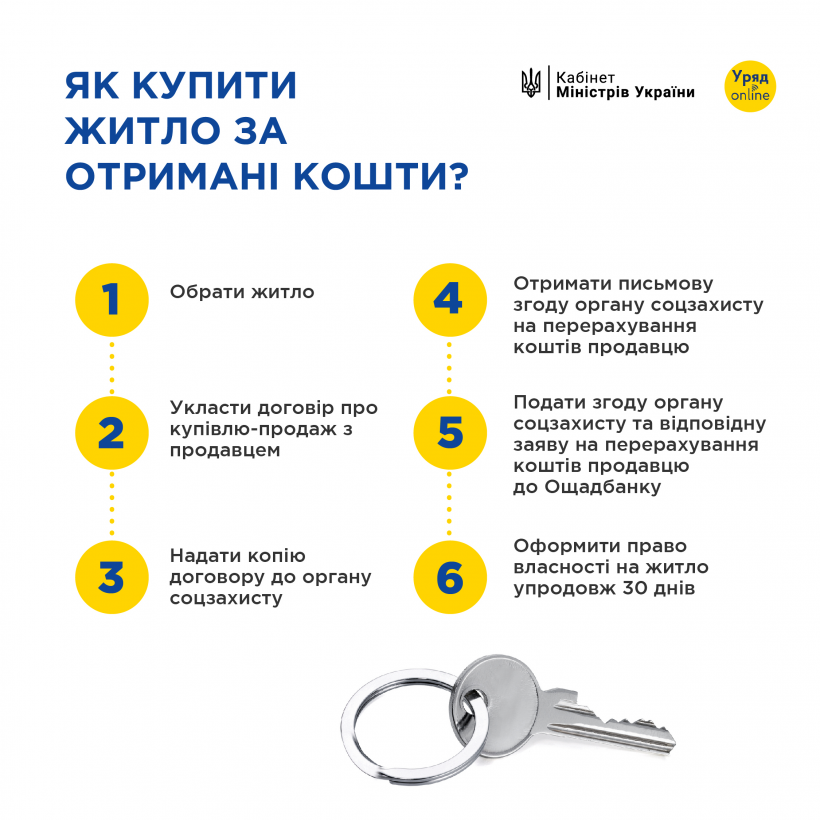 ЯК КУПИТИ
ЖИТЛО ЗА
ОТРИМАНІ КОШТИ?
Кабінет
Міністрів України
Уряд
online
1
Обрати житло
2
Укласти договір про
купівлю-продаж з
продавцем
3
Надати копію
договору до органу
соцзахисту
4
Отримати письмову
згоду органу соцзахисту
на перерахування
коштів продавцю
5
Подати згоду органу
соцзахисту та відповідну
заяву на перерахування
коштів продавцю
до Ощадбанку
6
Оформити право
власності на житло
упродовж 30 днів